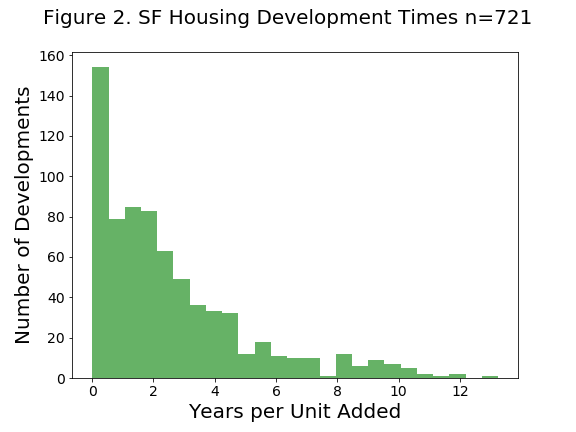 Figure 2. SF Housing Development Times n=721
160
140
120
100
80
60
40
20
0
Number of Developments
0 2 4 6 8 10 12
Years per Unit Added